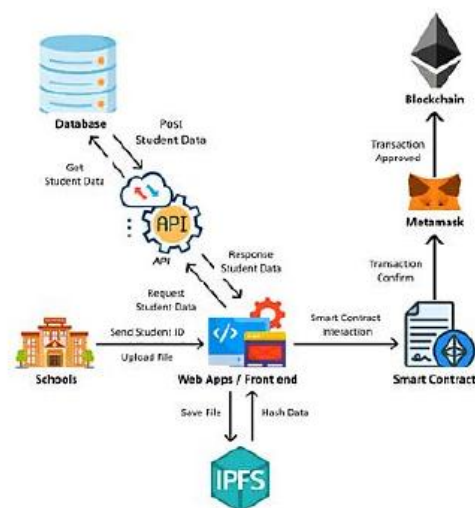 Blockchain
Database
Post
Student Data
Get
Student Data
Transaction
Approved
API
API
Metamask
Response
Student Data
Request
Student Data
Transaction
Confirm
Send Student ID
Upload File
Smart Contract
Interaction
Schools
Web Apps / Front end
Smart Contract
Save File
Hash Data
IPFS